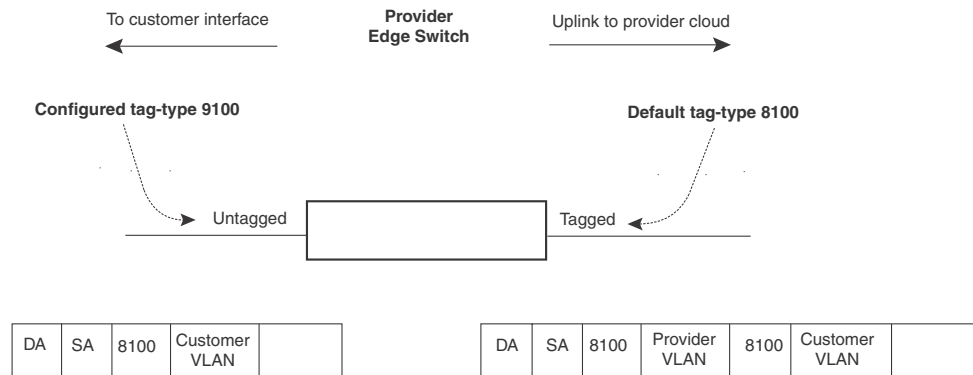 To customer interface
Provider
Edge Switch
Uplink to provider cloud
Configured tag-type 9100
Default tag-type 8100
Untagged
Tagged
DA SA 8100 Customer VLAN
DA SA 8100 Provider VLAN 8100 Customer VLAN